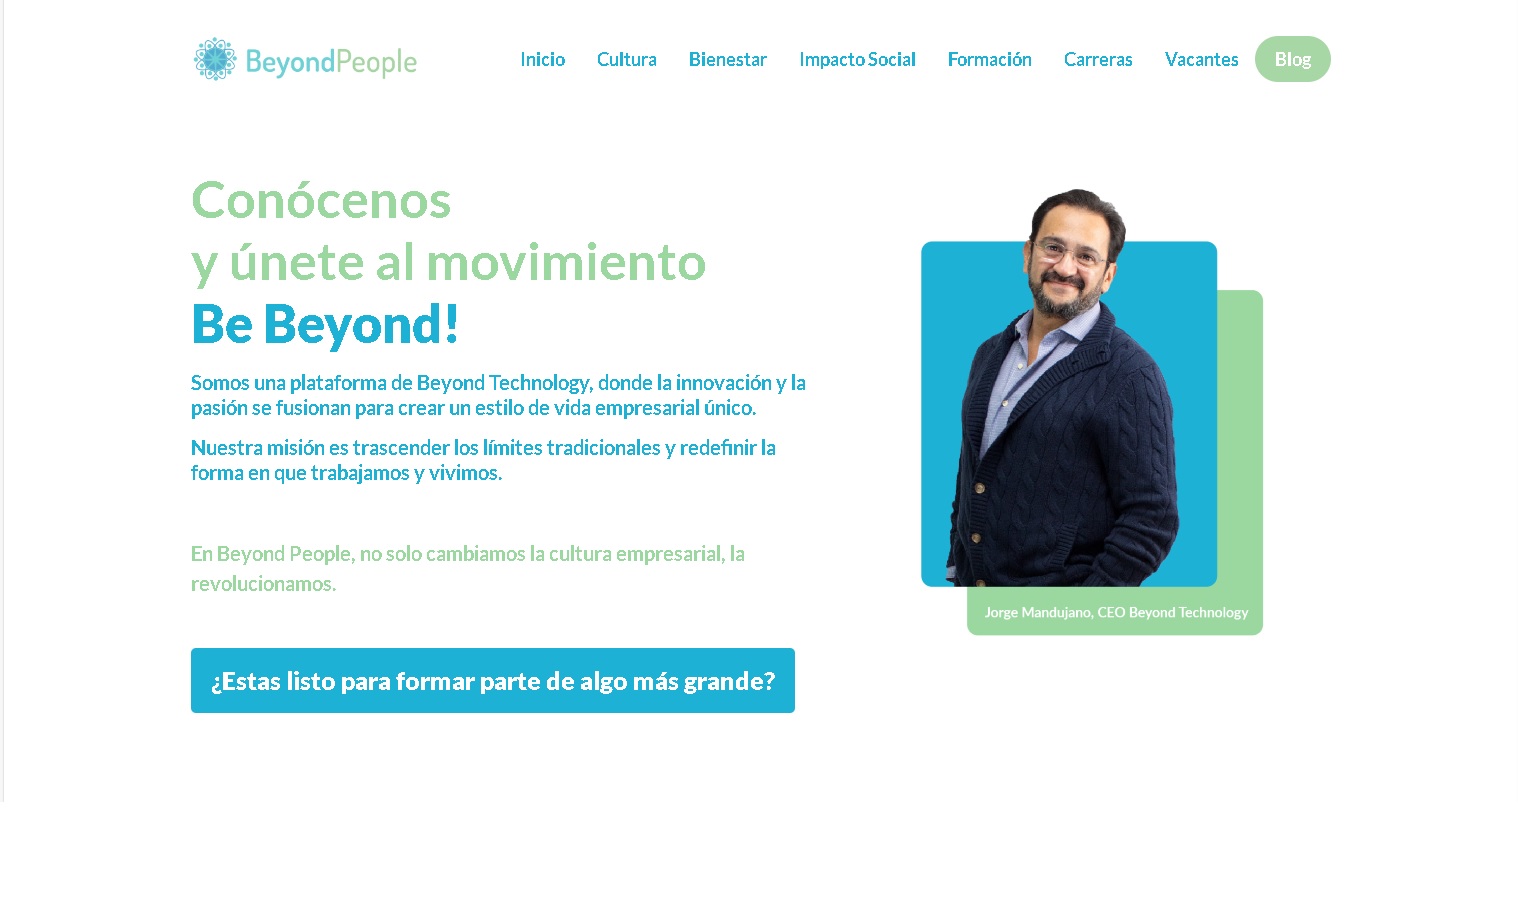 BeyondPeople
Inicio
Cultura
Bienestar
Impacto Social
Formación
Carreras
Vacantes
Blog
Conócenos
y únete al movimiento
Be Beyond!
Somos una plataforma de Beyond Technology, donde la innovación y la
pasión se fusionan para crear un estilo de vida empresarial único.
Nuestra misión es trascender los límites tradicionales y redefinir la
forma en que trabajamos y vivimos.
En Beyond People, no solo cambiamos la cultura empresarial, la
revolucionamos.
¿Estas listo para formar parte de algo más grande?
Jorge Mandujano, CEO Beyond Technology